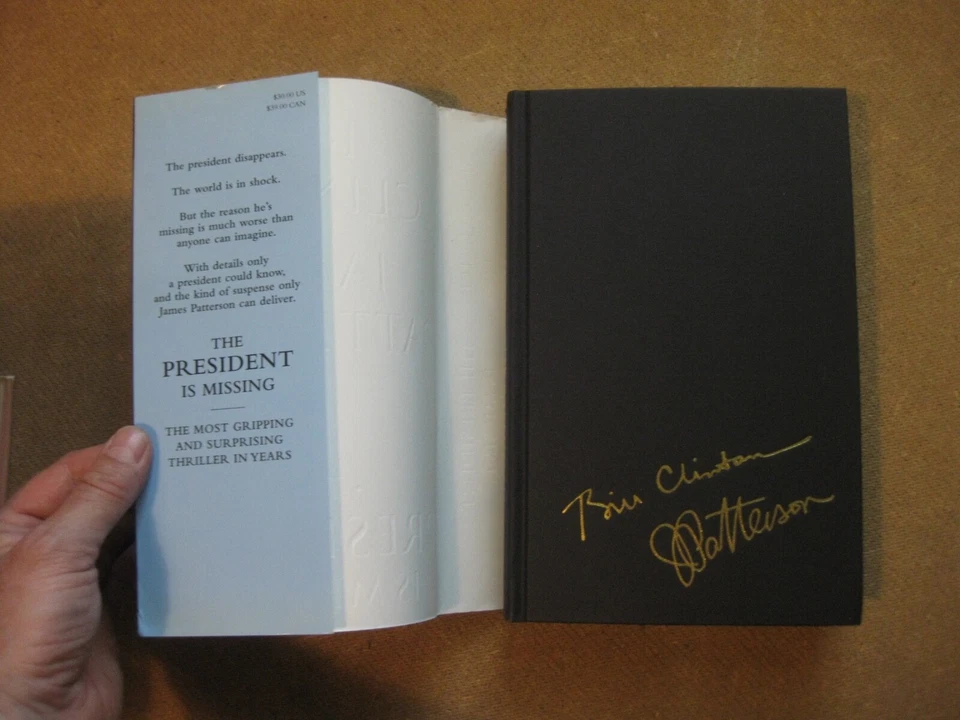 $30.00 US
$39.00 CAN
The president disappears.
The world is in shock.
But the reason he's
missing is much worse than
anyone can imagine.
With details only
a president could know,
and the kind of suspense only
James Patterson can deliver.
THE
PRESIDENT
IS MISSING
THE MOST GRIPPING
AND SURPRISING
THRILLER IN YEARS
Bill Clinton
JPatterson